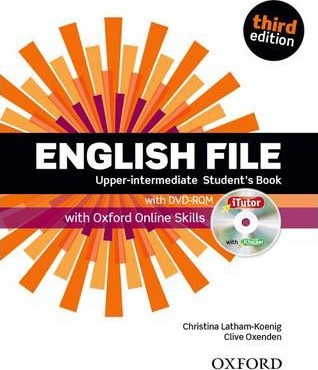 third
edition
ENGLISH FILE
Upper-intermediate Student's Book
with DVD-ROM
iTutor
with Oxford Online Skills
with iChecker
Christina Latham-Koenig
Clive Oxenden
OXFORD